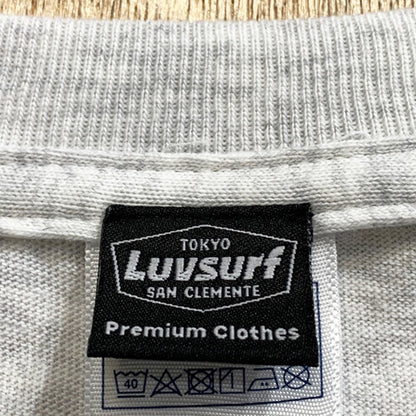 TOKYO
Luvsurf
SAN CLEMENTE
Premium Clothes
40